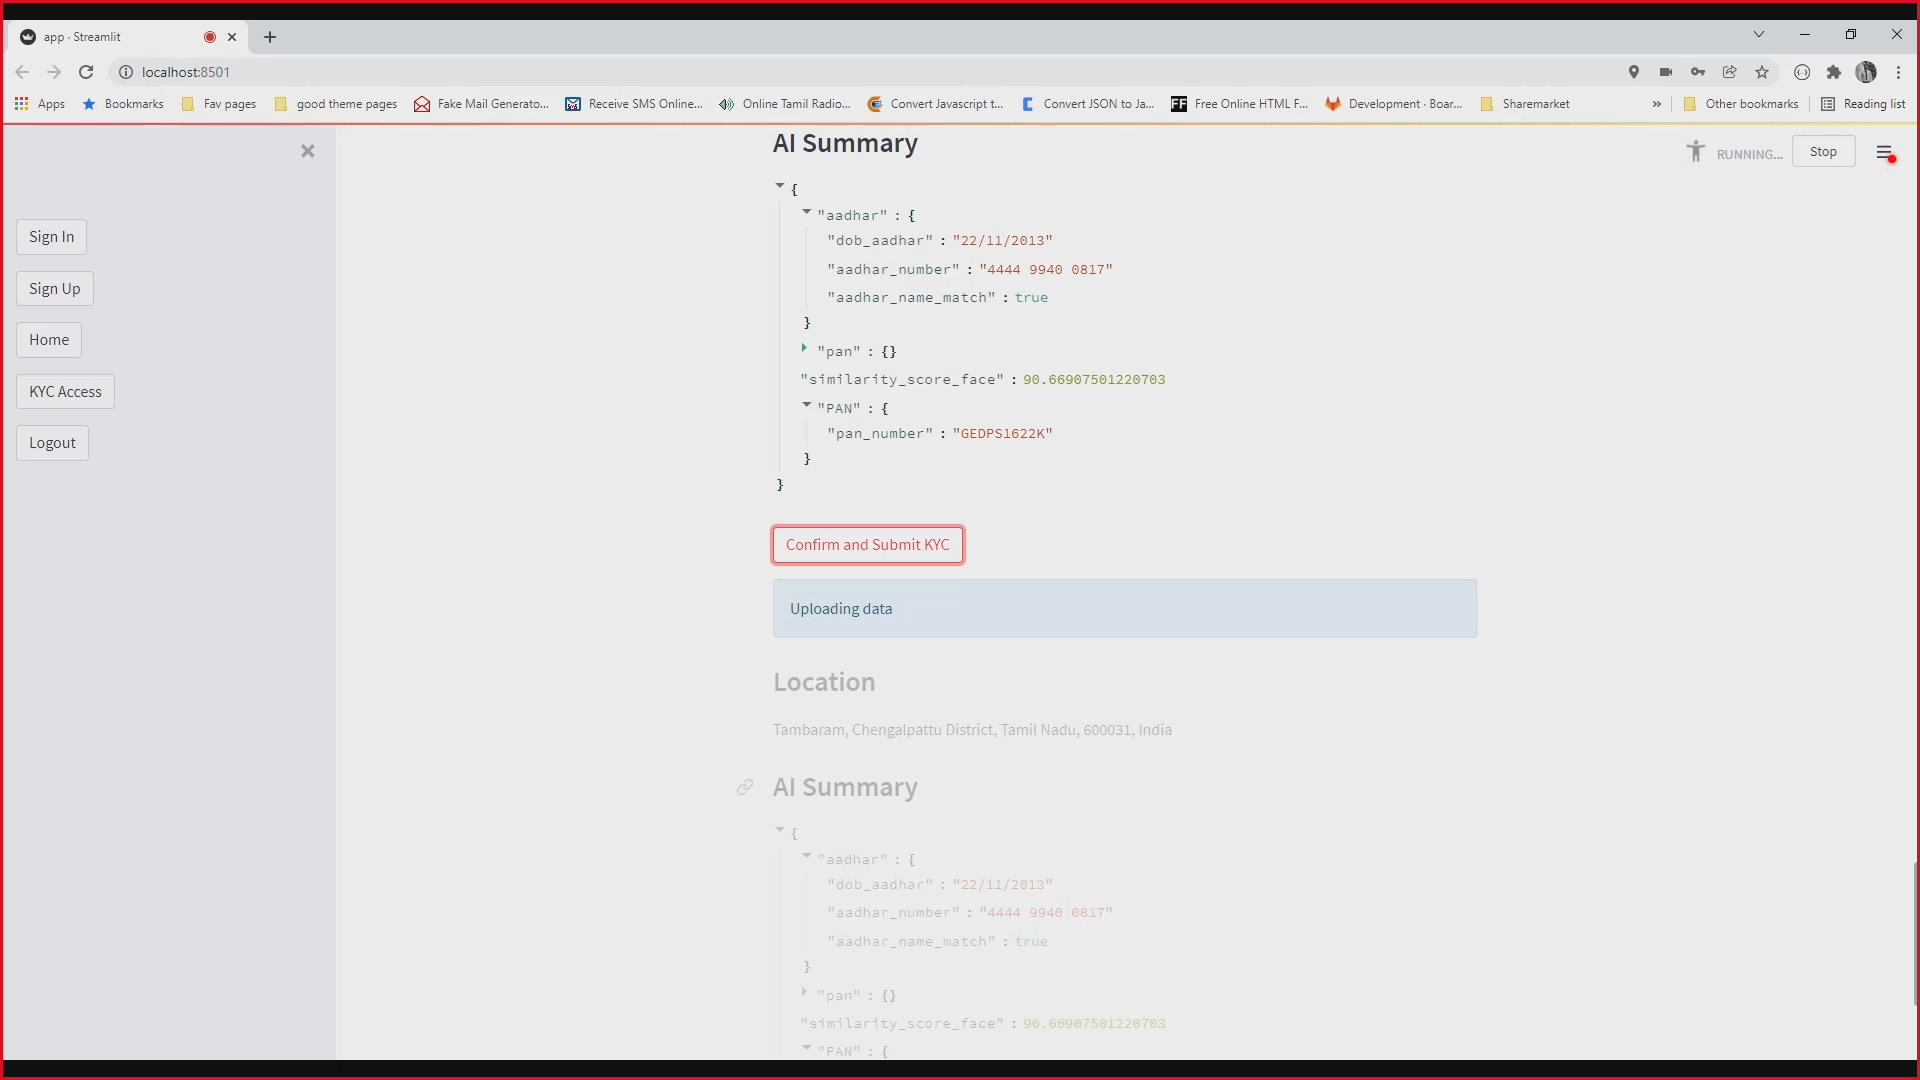 app · Streamlit
localhost:8501
Apps
Bookmarks
Fav pages
good theme pages
Fake Mail Generato...
Receive SMS Online...
Online Tamil Radio...
Convert Javascript t...
Convert JSON to Ja...
FF Free Online HTML F...
Development · Boar...
Sharemarket
»
Other bookmarks
Reading list
AI Summary
RUNNING...
Stop
Sign In
Sign Up
Home
KYC Access
Logout
{
"aadhar" : {
"dob_aadhar" : "22/11/2013"
"aadhar_number" : "4444 9940 0817"
"aadhar_name_match" : true
}
"pan" : {}
"similarity_score_face" : 90.66907501220703
"PAN" : {
"pan_number" : "GEDPS1622K"
}
}
Confirm and Submit KYC
Uploading data
Location
Tambaram, Chengalpattu District, Tamil Nadu, 600031, India
AI Summary
{
"aadhar" : {
"dob_aadhar" : "22/11/2013"
"aadhar_number" : "4444 9940 0817"
"aadhar_name_match" : true
}
"pan" : {}
"similarity_score_face" : 90.66907501220703
"PAN" : {